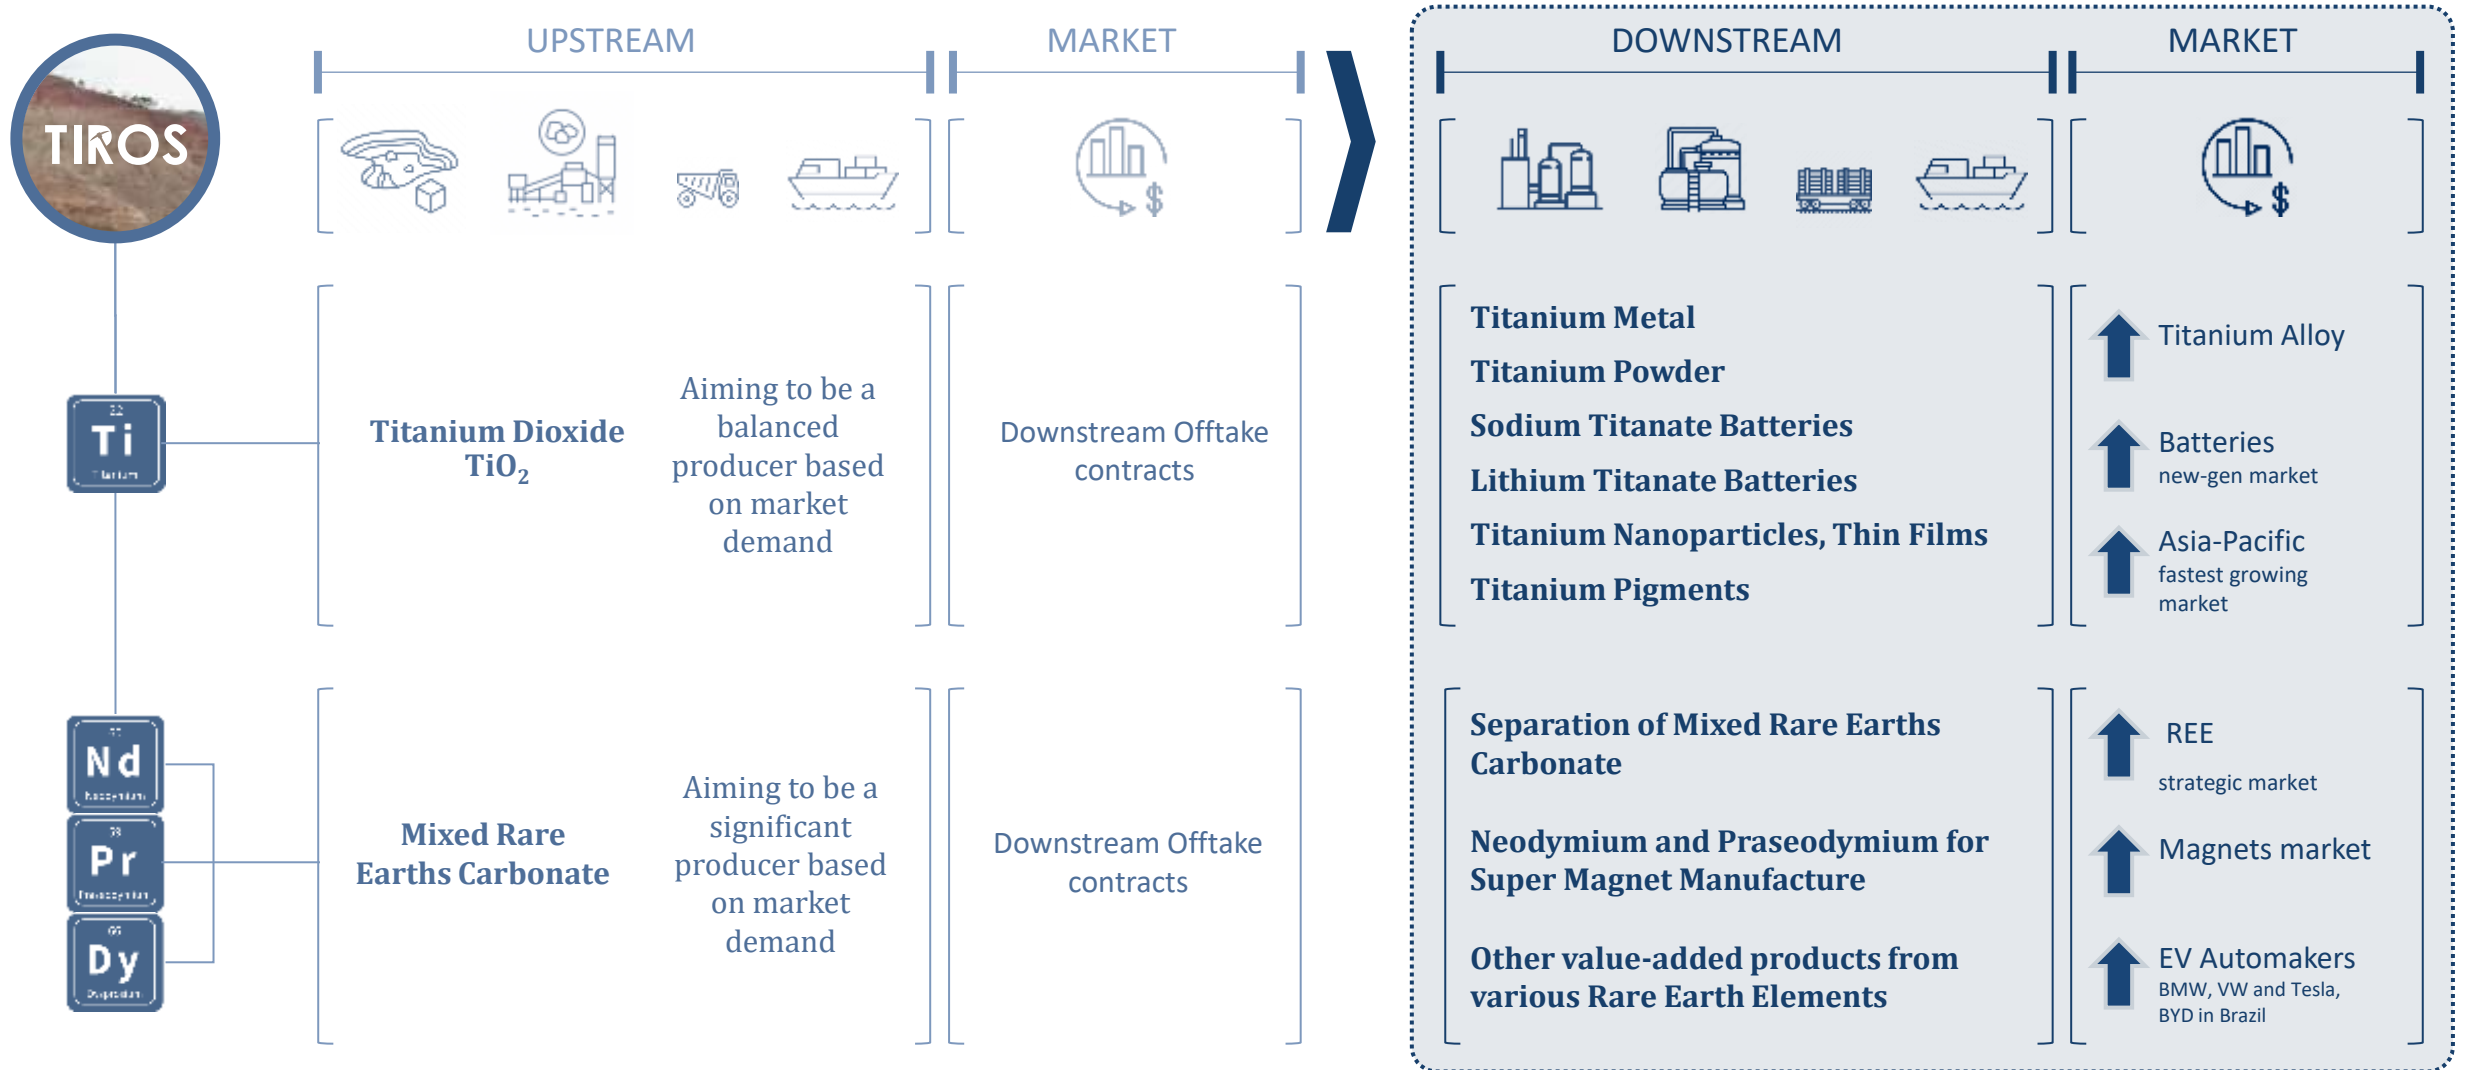 UPSTREAM
MARKET
DOWNSTREAM
MARKET
TIROS
$
$
22
Ti
Titanium
Titanium Dioxide
TiO₂
Aiming to be a
balanced
producer based
on market
demand
Downstream Offtake
contracts
Titanium Metal
Titanium Powder
Sodium Titanate Batteries
Lithium Titanate Batteries
Titanium Nanoparticles, Thin Films
Titanium Pigments
Titanium Alloy
Batteries
new-gen market
Asia-Pacific
fastest growing
market
Nd
Pr
Dy
66
Mixed Rare
Earths Carbonate
Aiming to be a
significant
producer based
on market
demand
Downstream Offtake
contracts
Separation of Mixed Rare Earths
Carbonate
Neodymium and Praseodymium for
Super Magnet Manufacture
Other value-added products from
various Rare Earth Elements
REE
strategic market
Magnets market
EV Automakers
BMW, VW and Tesla,
BYD in Brazil